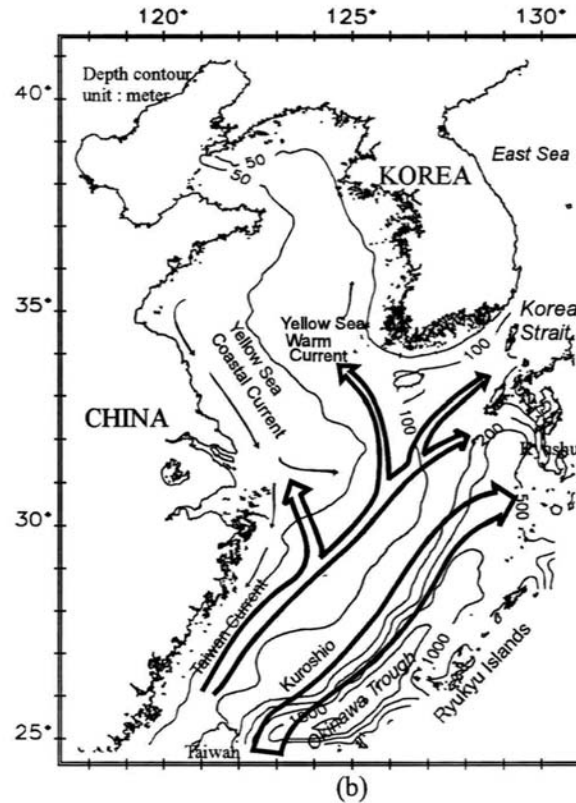 120° 125° 130°
40°
35°
30°
25°
Depth contour
unit : meter
50
50
KOREA
East Sea
Korea
Strait
100
Yellow Sea
Warm
Current
Yellow Sea
Coastal Current
100
CHINA
200
500
Taiwan Current
Kuroshio
1000
Okinawa Trough
1000
Ryukyu Islands
Taiwan
(b)